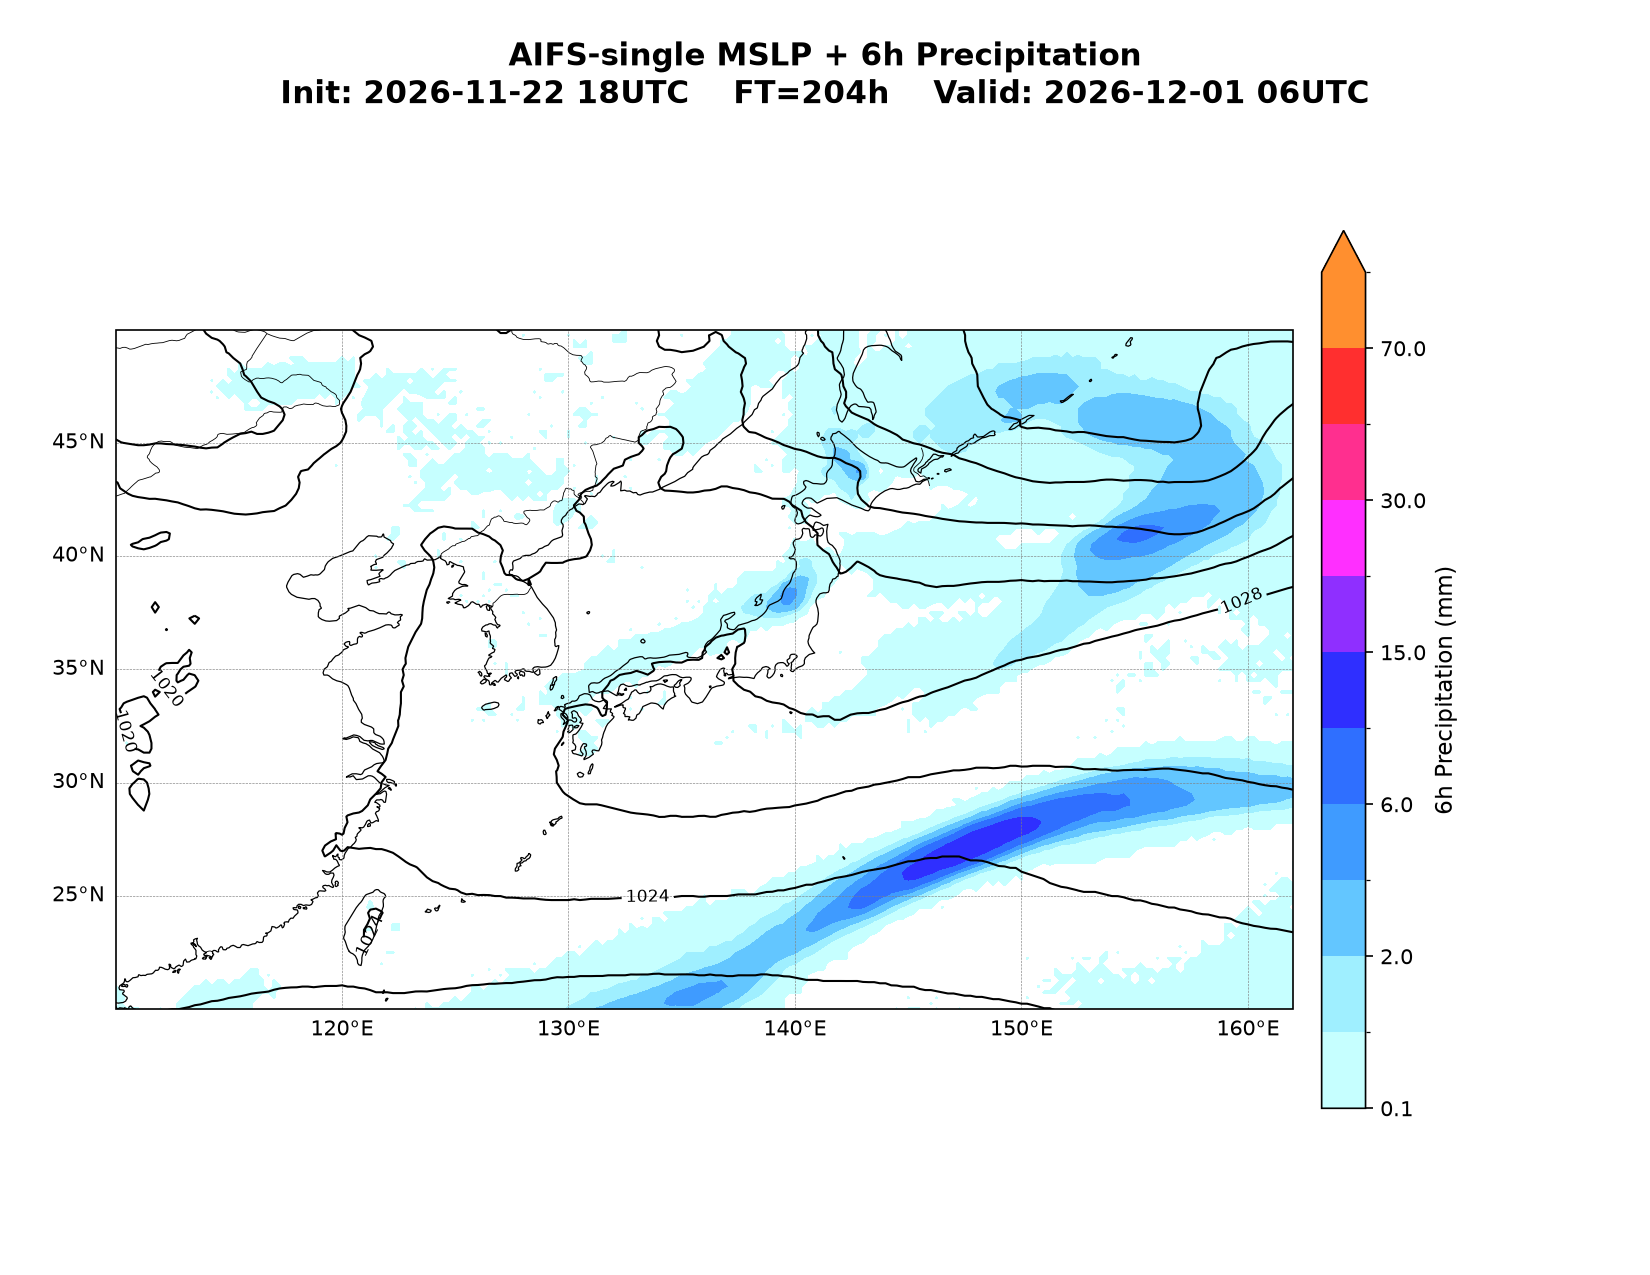 AIFS-single MSLP + 6h Precipitation
Init: 2026-11-22 18UTC    FT=204h    Valid: 2026-12-01 06UTC
70.0
30.0
15.0
6.0
2.0
0.1
6h Precipitation (mm)
45°N
40°N
35°N
30°N
25°N
1028
1020
1020
1024
1024
120°E
130°E
140°E
150°E
160°E